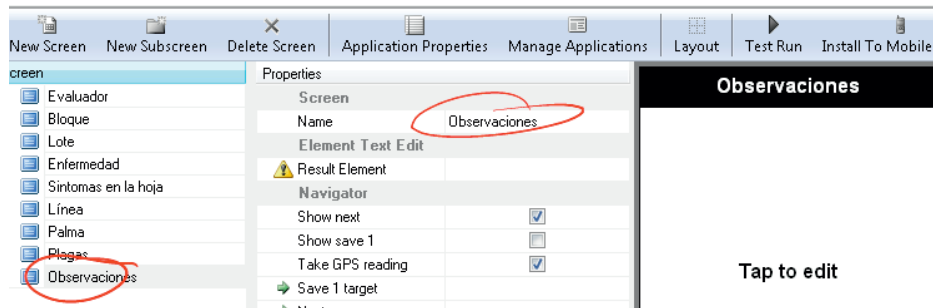 New Screen New Subscreen Delete Screen Application Properties Manage Applications Layout Test Run Install To Mobile
creen
Evaluador
Bloque
Lote
Enfermedad
Sintomas en la hoja
Línea
Palma
Plagas
Observaciones
Properties
Screen
Name Observaciones
Element Text Edit
Result Element
Navigator
Show next
Show save 1
Take GPS reading
Save 1 target
Observaciones
Tap to edit